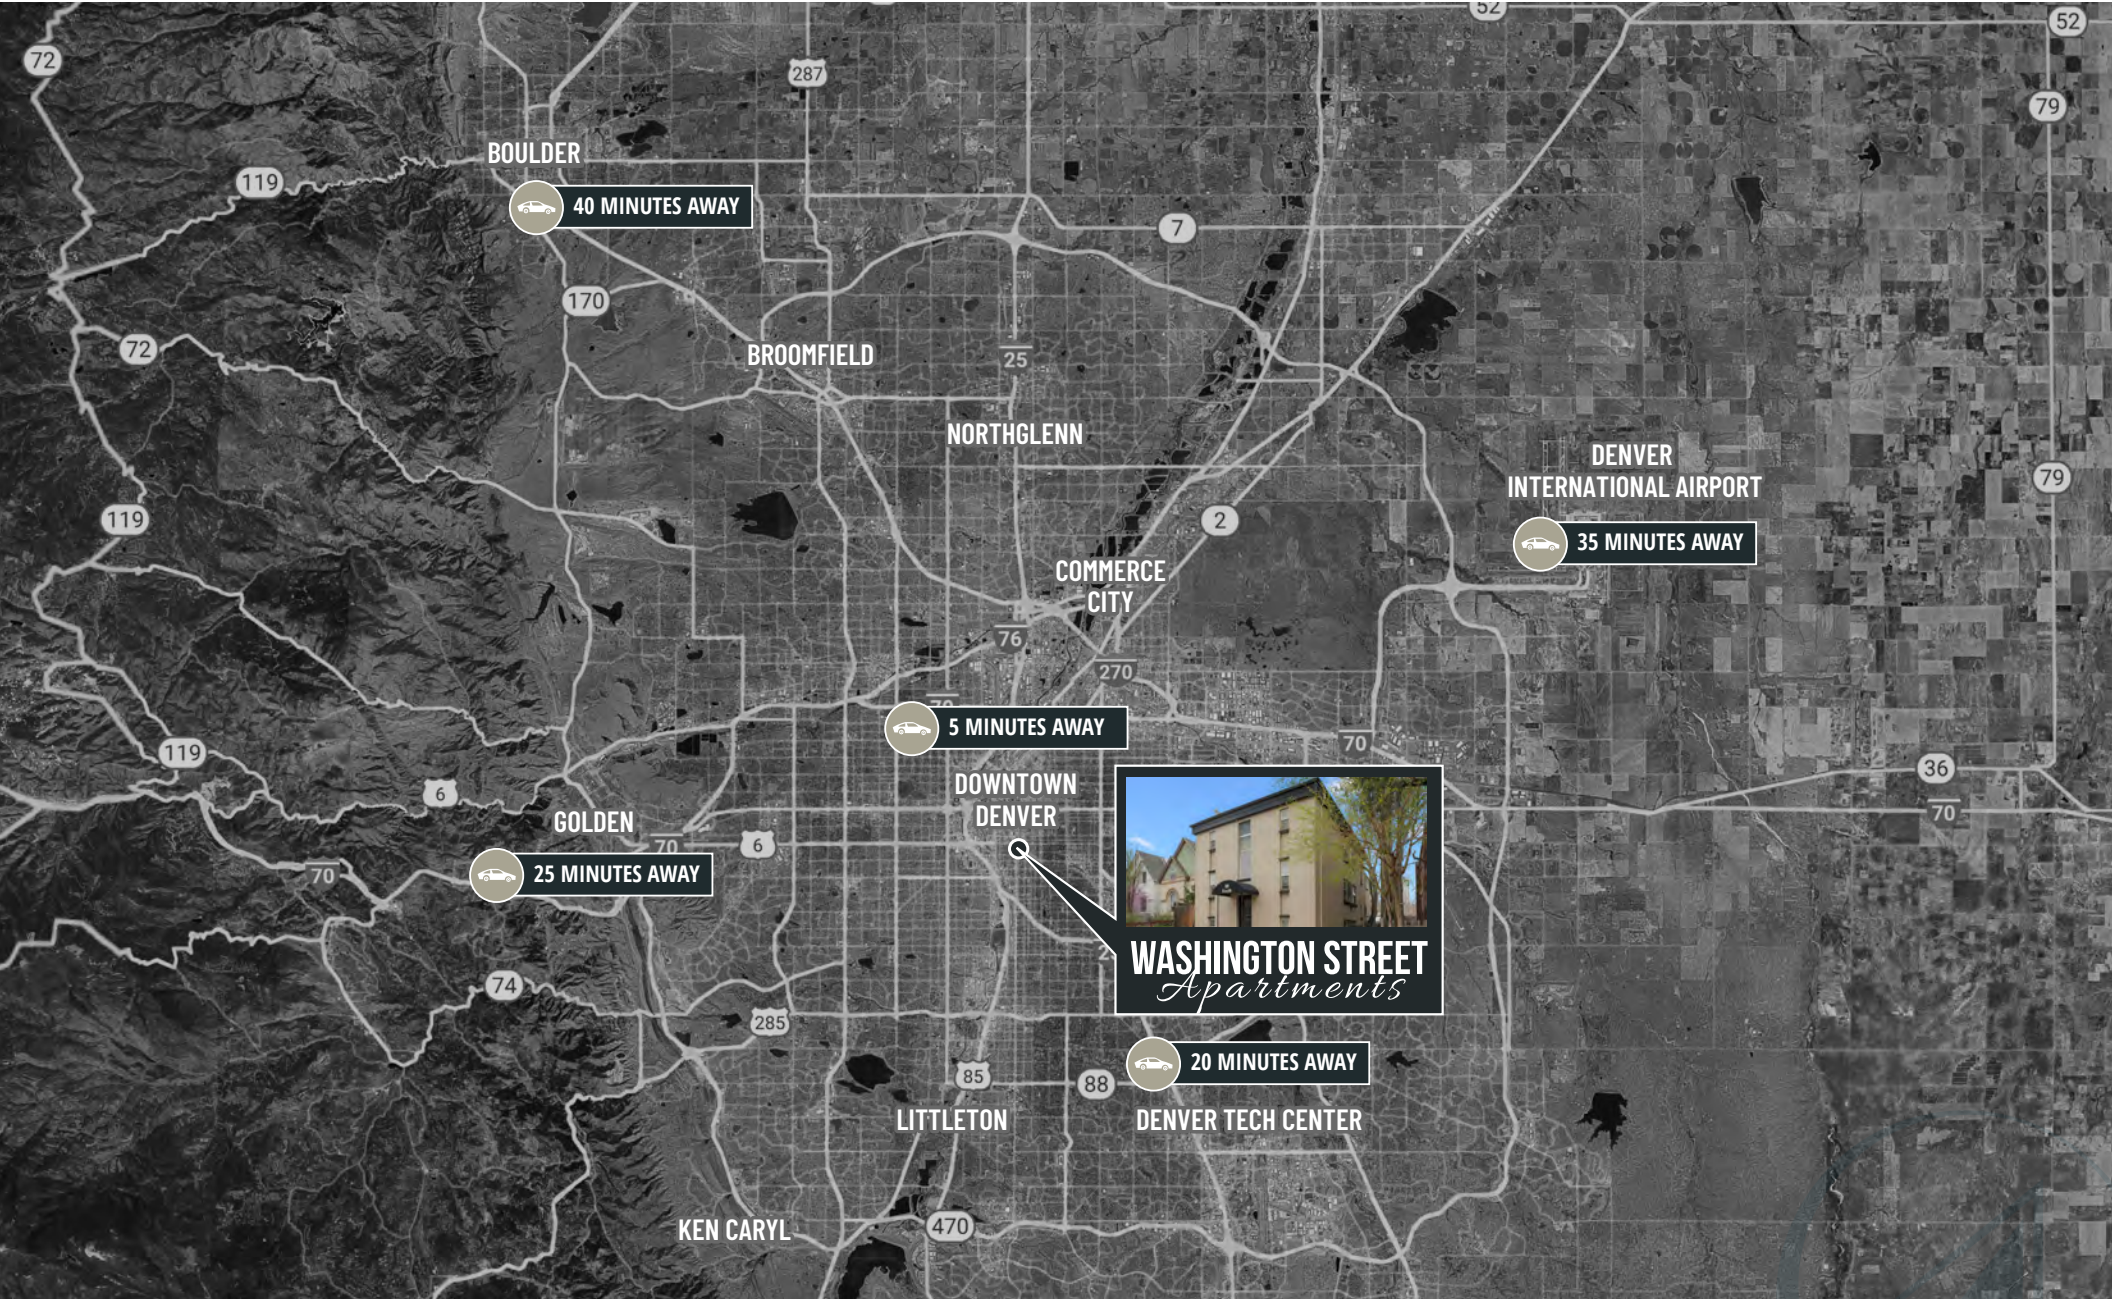 52
52
72
287
79
BOULDER
119
40 MINUTES AWAY
7
170
72
BROOMFIELD
25
NORTHGLENN
DENVER
INTERNATIONAL AIRPORT
79
119
2
35 MINUTES AWAY
COMMERCE
CITY
76
270
5 MINUTES AWAY
70
119
36
6
DOWNTOWN
DENVER
70
GOLDEN
70
6
70
25 MINUTES AWAY
WASHINGTON STREET
Apartments
74
285
20 MINUTES AWAY
85
88
LITTLETON
DENVER TECH CENTER
KEN CARYL
470